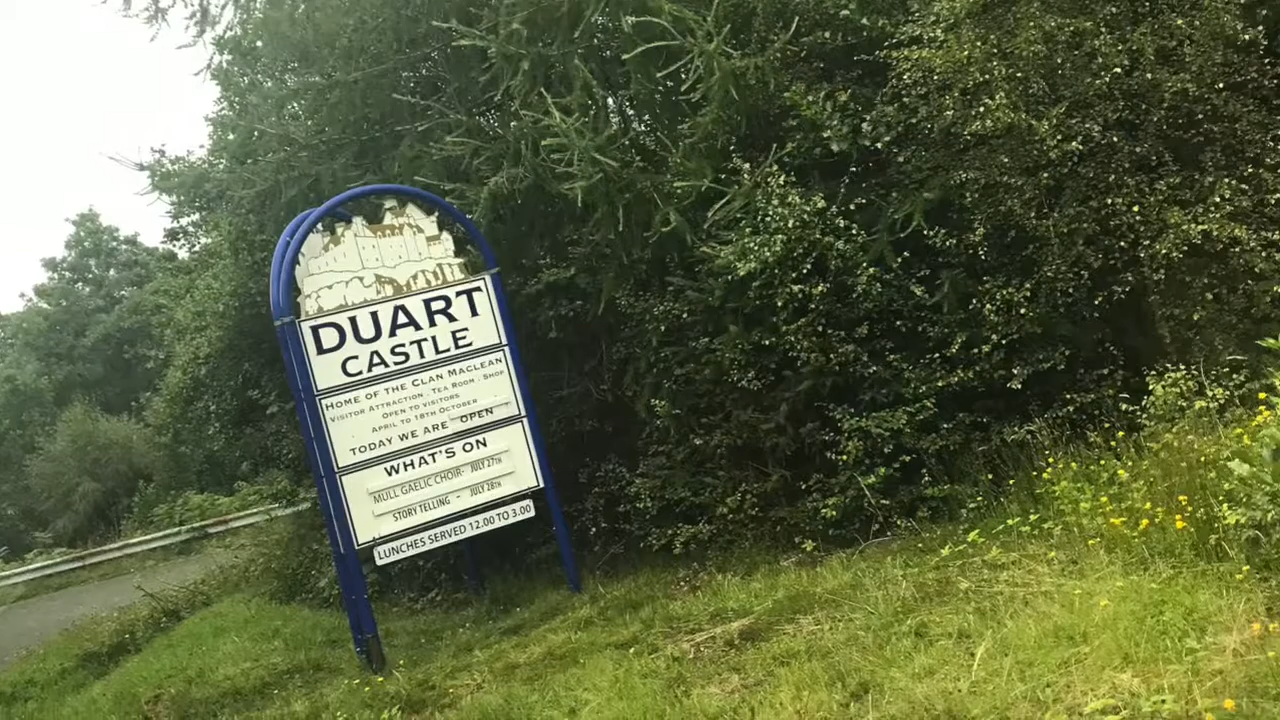 DUART
CASTLE
HOME OF THE CLAN MACLEAN
VISITOR ATTRACTION . TEA ROOM . SHOP
OPEN TO VISITORS
APRIL TO 18TH OCTOBER
TODAY WE ARE OPEN
WHAT'S ON
MULL GAELIC CHOIR- JULY 27TH
STORY TELLING - JULY 28TH
LUNCHES SERVED 12.00 TO 3.00